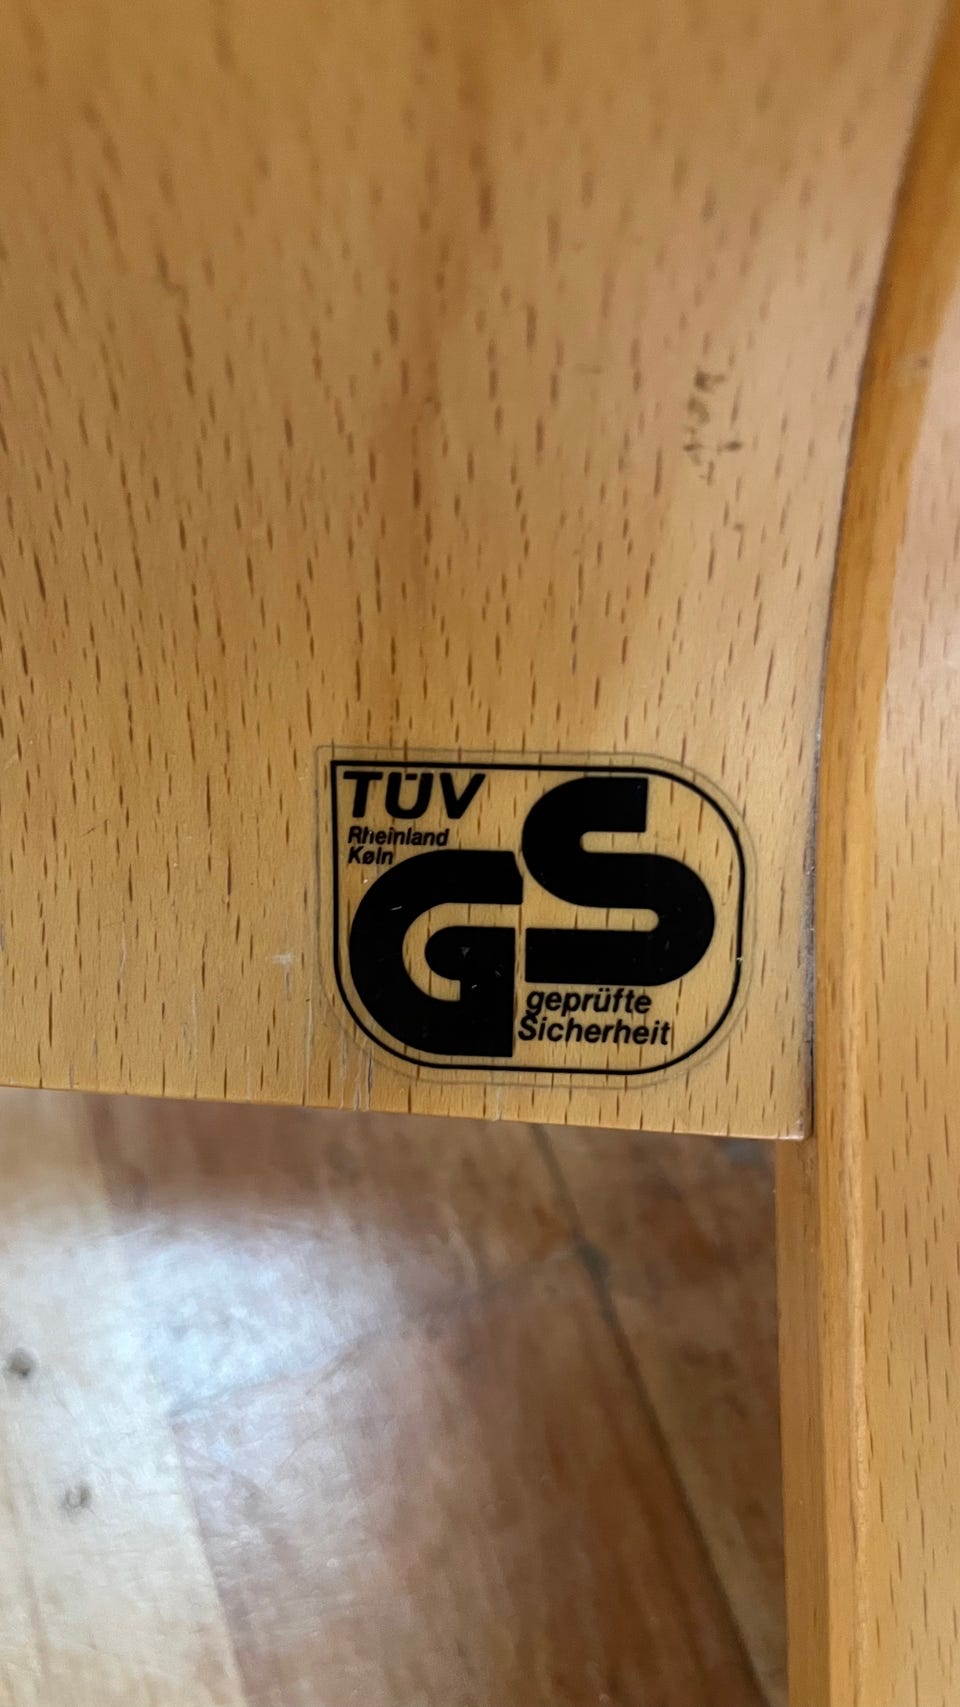 TÜV
Rheinland
Køln
GS
geprüfte
Sicherheit